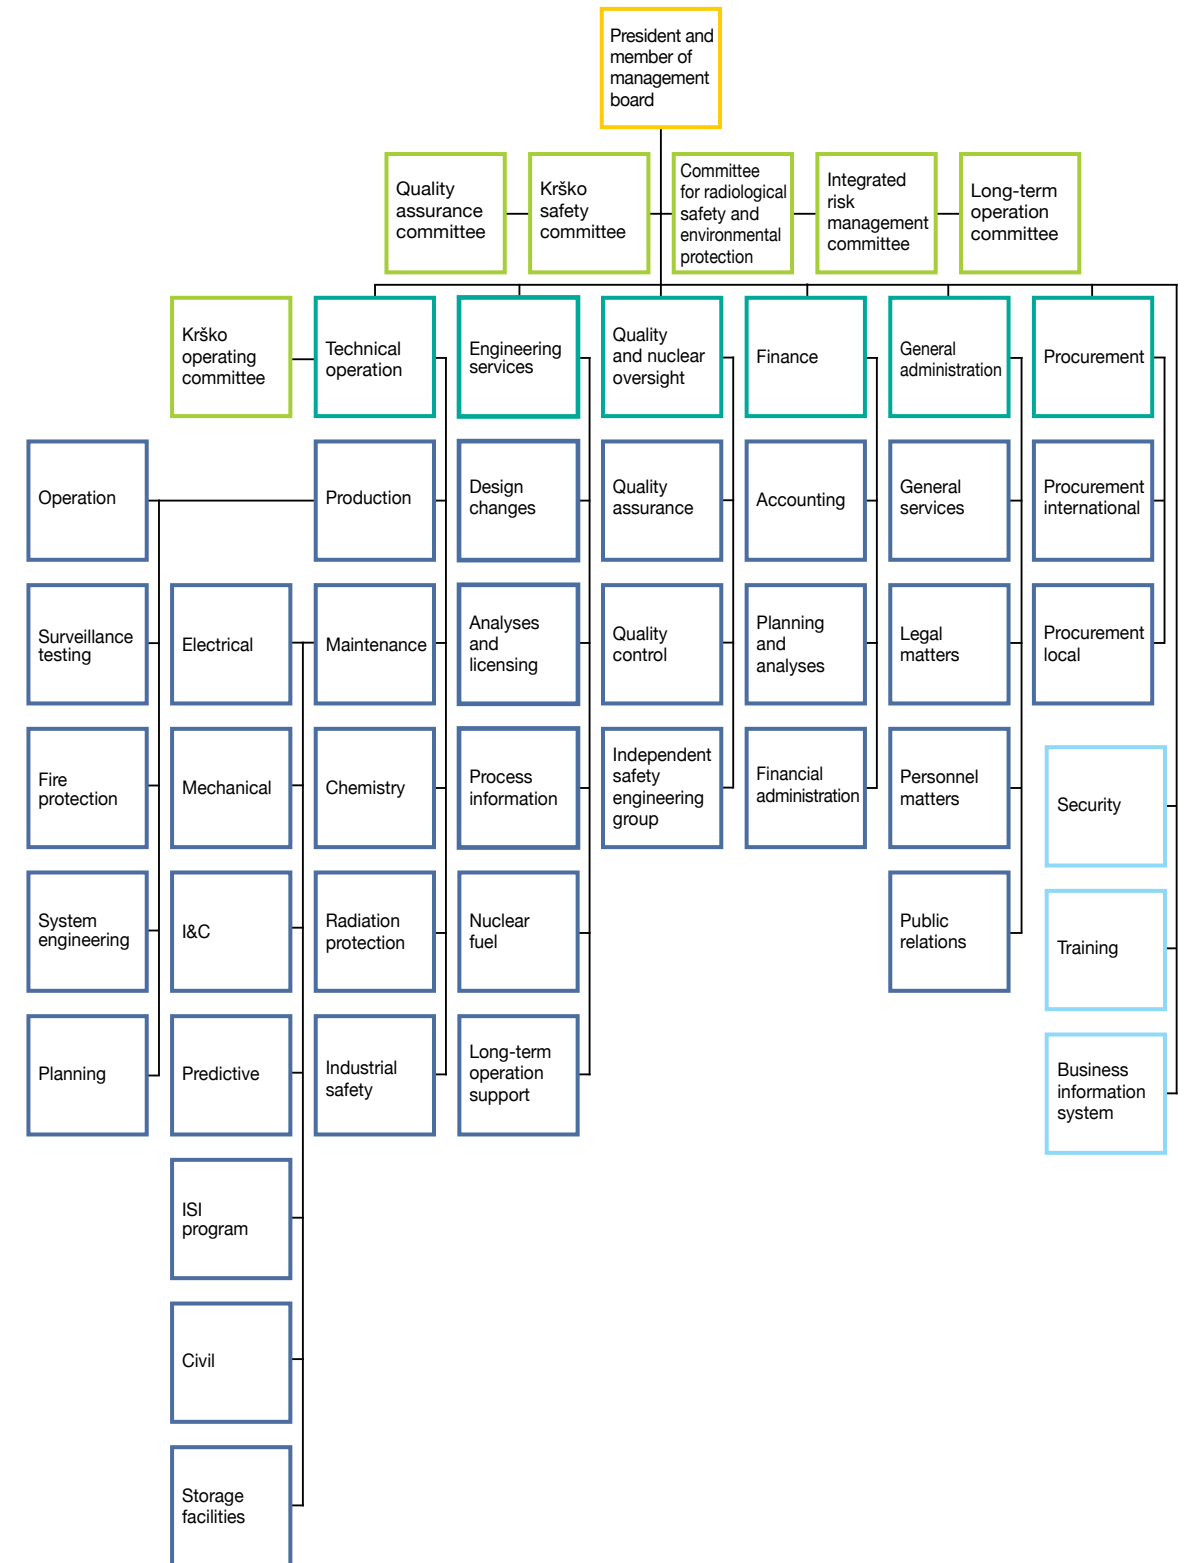 President and
member of
management
board
Quality
assurance
committee
Krško
safety
committee
Committee
for radiological
safety and
environmental
protection
Integrated
risk
management
committee
Long-term
operation
committee
Krško
operating
committee
Technical
operation
Engineering
services
Quality
and nuclear
oversight
Finance
General
administration
Procurement
Operation
Production
Design
changes
Quality
assurance
Accounting
General
services
Procurement
international
Surveillance
testing
Electrical
Maintenance
Analyses
and
licensing
Quality
control
Planning
and
analyses
Legal
matters
Procurement
local
Fire
protection
Mechanical
Chemistry
Process
information
Independent
safety
engineering
group
Financial
administration
Personnel
matters
Security
System
engineering
I&C
Radiation
protection
Nuclear
fuel
Public
relations
Training
Planning
Predictive
Industrial
safety
Long-term
operation
support
Business
information
system
ISI
program
Civil
Storage
facilities